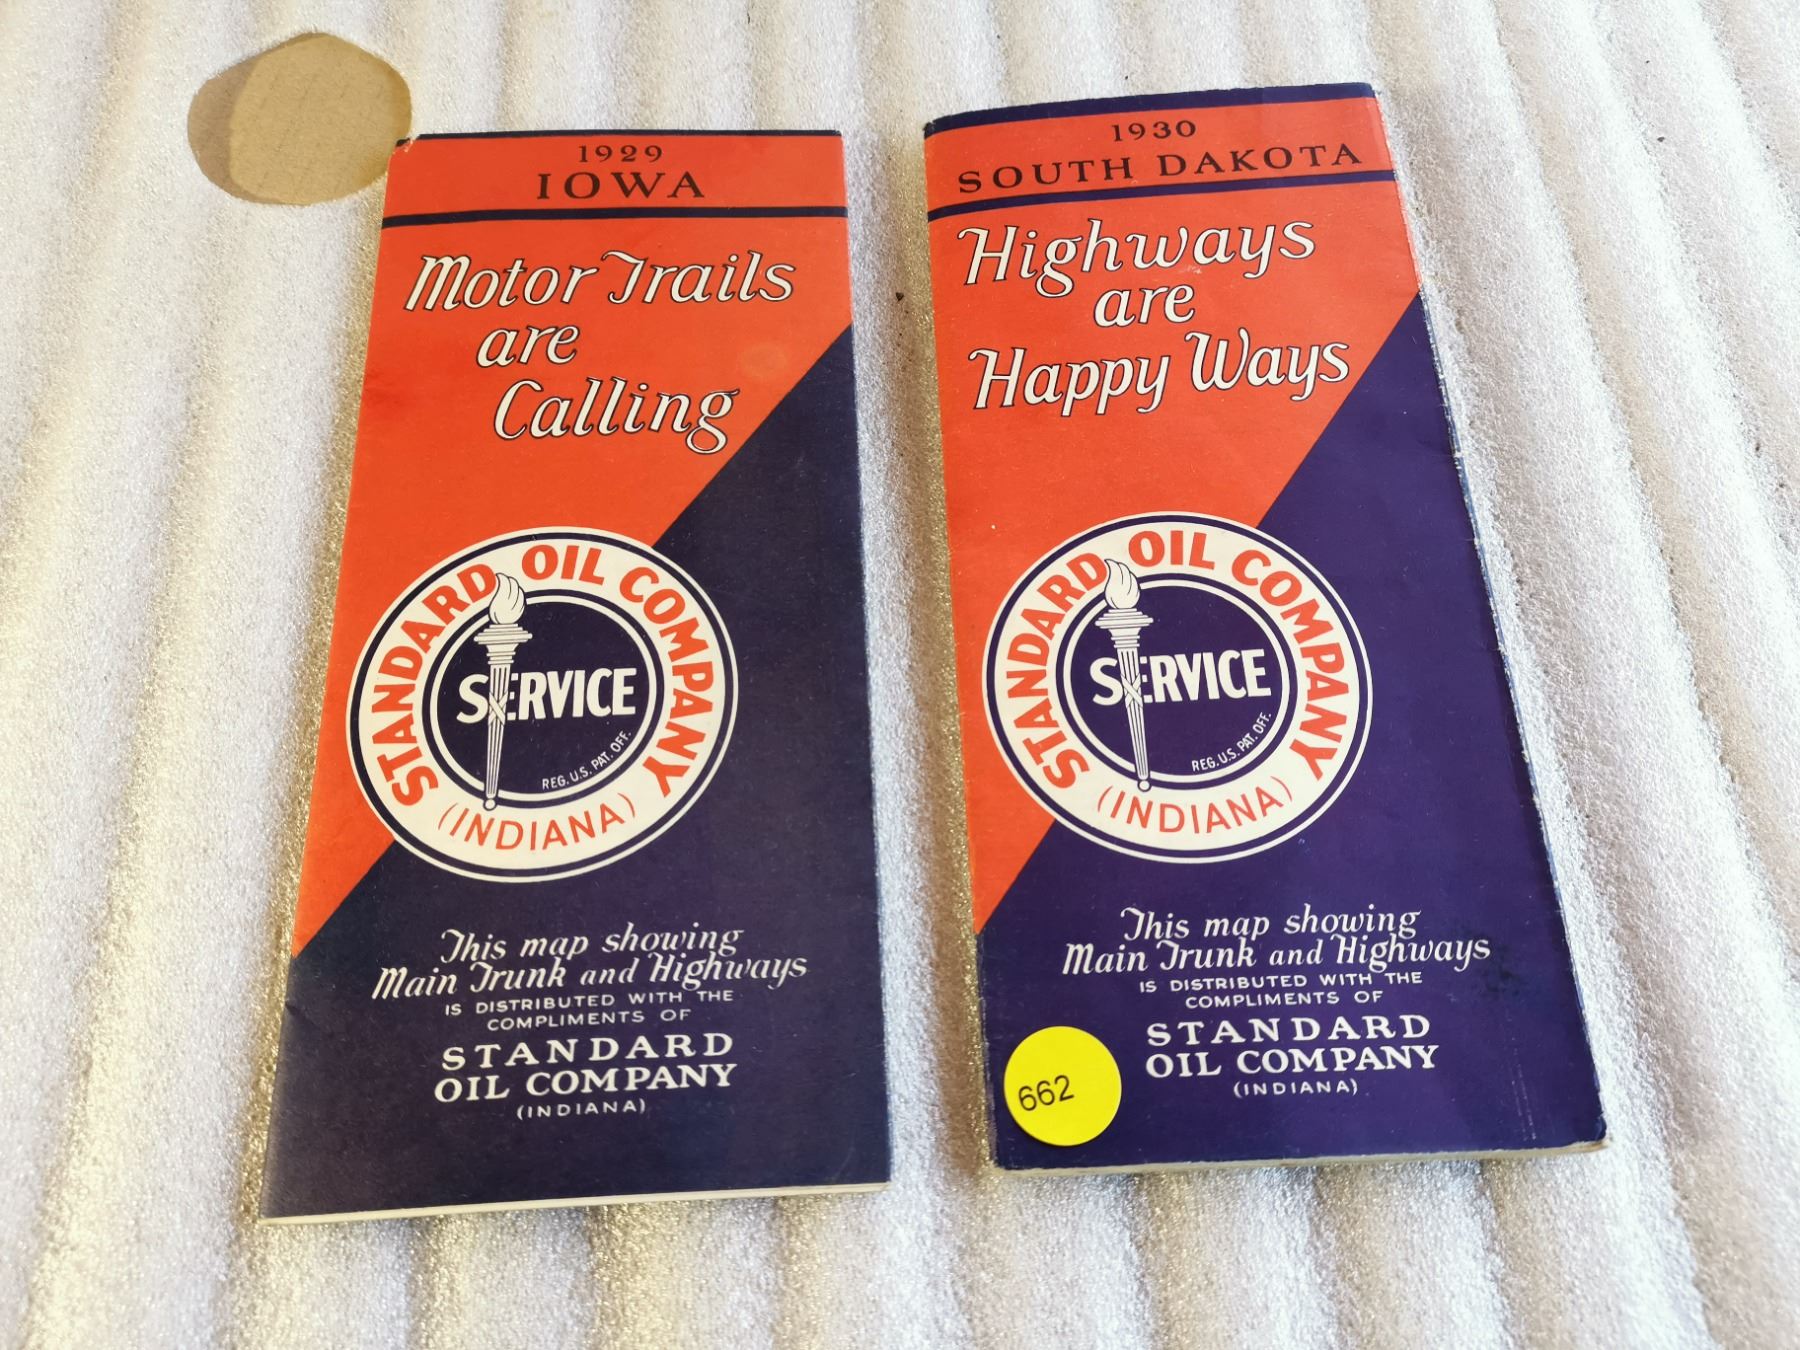 1929
IOWA
Motor Trails
are
Calling
STANDARD OIL COMPANY
SERVICE
REG. U.S. PAT. OFF.
(INDIANA)
This map showing
Main Trunk and Highways
IS DISTRIBUTED WITH THE
COMPLIMENTS OF
STANDARD
OIL COMPANY
(INDIANA)
1930
SOUTH DAKOTA
Highways
are
Happy Ways
STANDARD OIL COMPANY
SERVICE
REG. U.S. PAT. OFF.
(INDIANA)
This map showing
Main Trunk and Highways
IS DISTRIBUTED WITH THE
COMPLIMENTS OF
STANDARD
OIL COMPANY
(INDIANA)
662